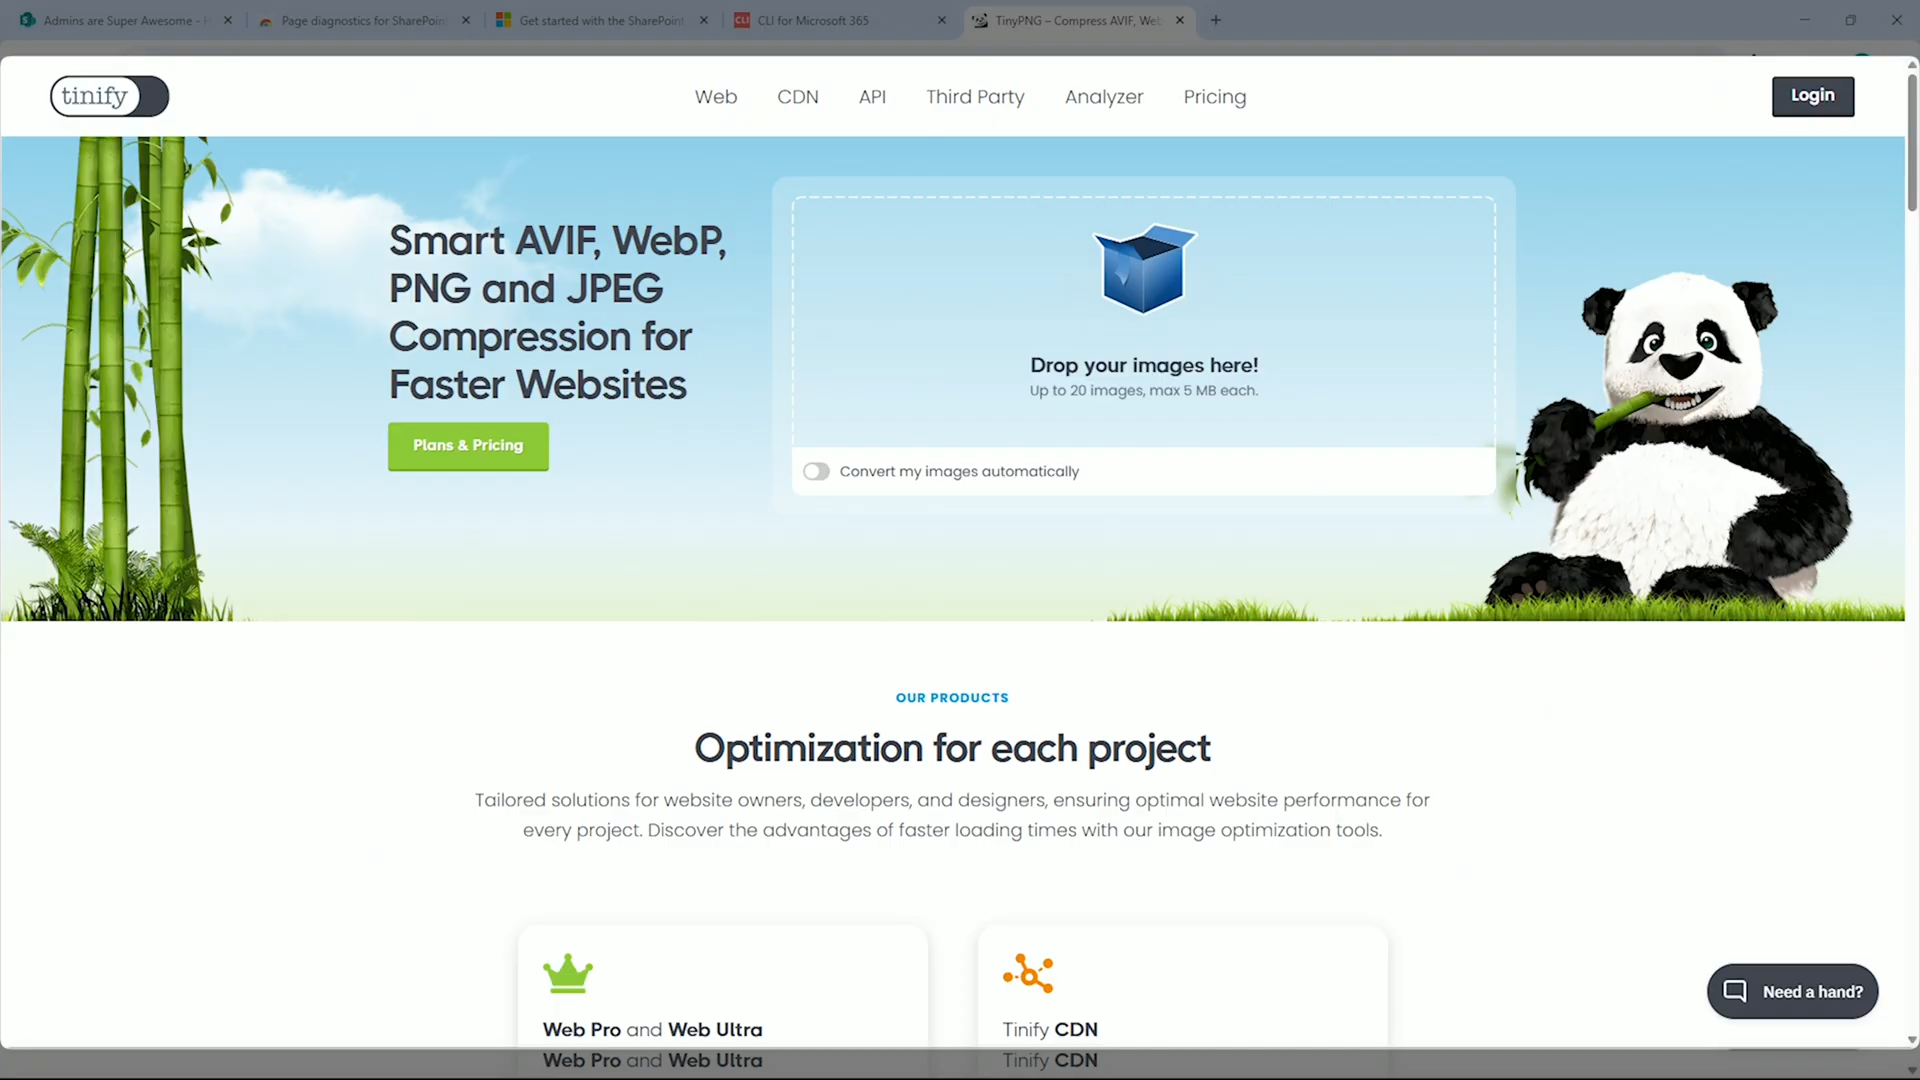 Admins are Super Awesome -
Page diagnostics for SharePoin
Get started with the SharePoint
CLI
CLI for Microsoft 365
TinyPNG – Compress AVIF, Web
tinify
Web
CDN
API
Third Party
Analyzer
Pricing
Login
Smart AVIF, WebP,
PNG and JPEG
Compression for
Faster Websites
Plans & Pricing
Drop your images here!
Up to 20 images, max 5 MB each.
Convert my images automatically
OUR PRODUCTS
Optimization for each project
Tailored solutions for website owners, developers, and designers, ensuring optimal website performance for
every project. Discover the advantages of faster loading times with our image optimization tools.
Web Pro and Web Ultra
Tinify CDN
Need a hand?
Web Pro and Web Ultra
Tinify CDN